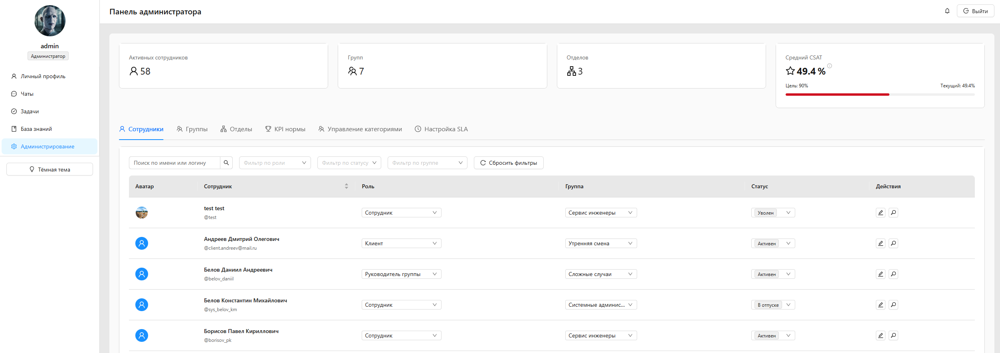 admin
Администратор
Личный профиль
Чаты
Задачи
База знаний
Администрирование
Тёмная тема
Панель администратора
Выйти
Активных сотрудников
58
Групп
7
Отделов
3
Средний CSAT
49.4 %
Цель: 90% Текущий: 49.4%
Сотрудники Группы Отделы KPI нормы Управление категориями Настройка SLA
Поиск по имени или логину Фильтр по роли Фильтр по статусу Фильтр по группе Сбросить фильтры
Аватар Сотрудник Роль Группа Статус Действия
test test
@test
Сотрудник Сервис инженеры Уволен
Андреев Дмитрий Олегович
@client.andreev@mail.ru
Клиент Утренняя смена Активен
Белов Даниил Андреевич
@belov_daniil
Руководитель группы Сложные случаи Активен
Белов Константин Михайлович
@sys_belov_km
Сотрудник Системные админис... В отпуске
Борисов Павел Кириллович
@borisov_pk
Сотрудник Сервис инженеры Активен